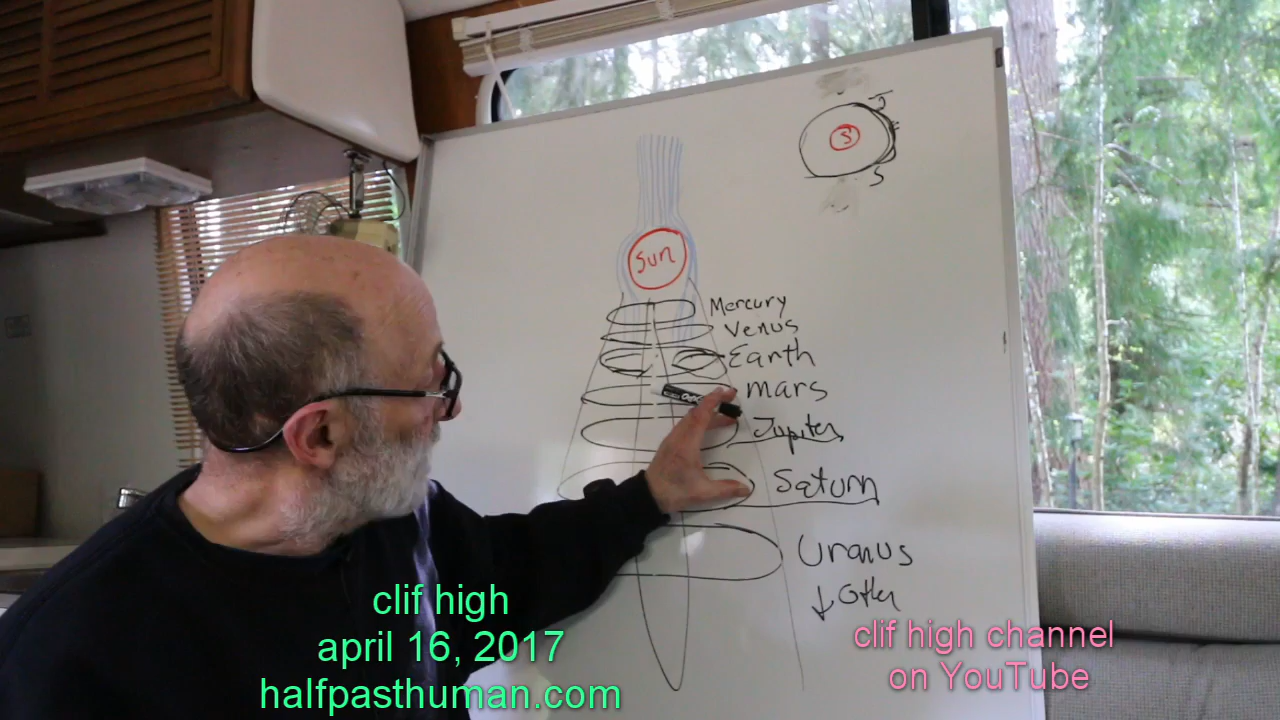 J
S
S
Sun
Mercury
Venus
Earth
mars
Jupiter
Saturn
Uranus
↓ Other
clif high
april 16, 2017
halfpasthuman.com
clif high channel
on YouTube